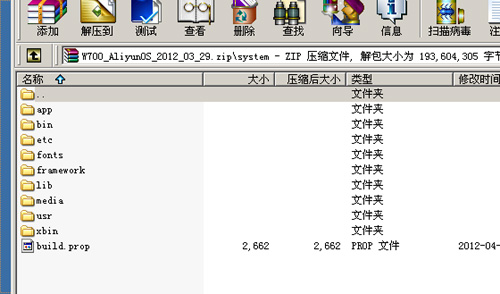 添加 解压到 测试 查看 删除 查找 向导 信息 扫描病毒
W700_AliyunOS_2012_03_29.zip\system - ZIP 压缩文件, 解包大小为 193,604,305 字节
名称 大小 压缩后大小 类型 修改时间
.. 文件夹
app 文件夹
bin 文件夹
etc 文件夹
fonts 文件夹
framework 文件夹
lib 文件夹
media 文件夹
usr 文件夹
xbin 文件夹
build.prop 2,662 2,662 PROP 文件 2012-04-